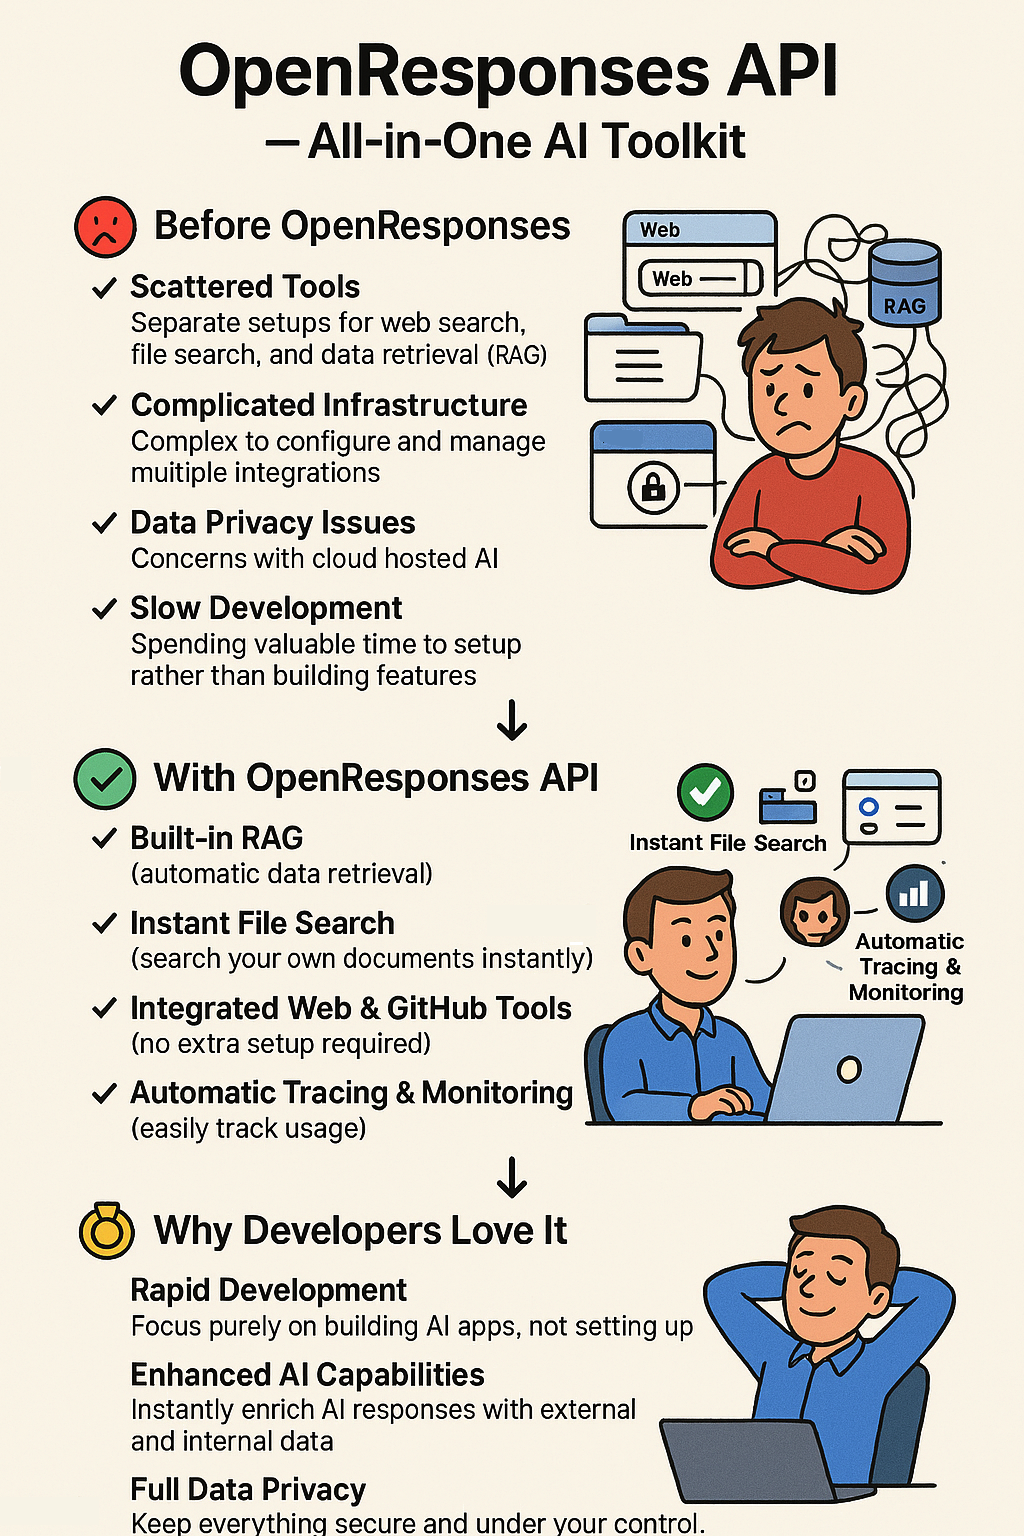 OpenResponses API
— All-in-One AI Toolkit
Before OpenResponses
Scattered Tools
Separate setups for web search,
file search, and data retrieval (RAG)
Complicated Infrastructure
Complex to configure and manage
muitiple integrations
Data Privacy Issues
Concerns with cloud hosted AI
Slow Development
Spending valuable time to setup
rather than building features
Web
Web
RAG
With OpenResponses API
Built-in RAG
(automatic data retrieval)
Instant File Search
(search your own documents instantly)
Integrated Web & GitHub Tools
(no extra setup required)
Automatic Tracing & Monitoring
(easily track usage)
Instant File Search
Automatic
Tracing &
Monitoring
Why Developers Love It
Rapid Development
Focus purely on building AI apps, not setting up
Enhanced AI Capabilities
Instantly enrich AI responses with external
and internal data
Full Data Privacy
Keep everything secure and under your control.